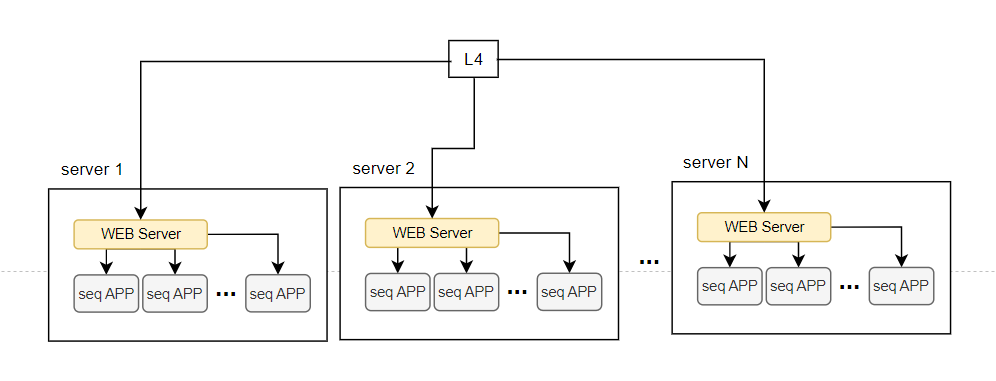 L4
server 1
server 2
server N
WEB Server
WEB Server
WEB Server
seq APP
seq APP
...
seq APP
seq APP
seq APP
...
seq APP
...
seq APP
seq APP
...
seq APP